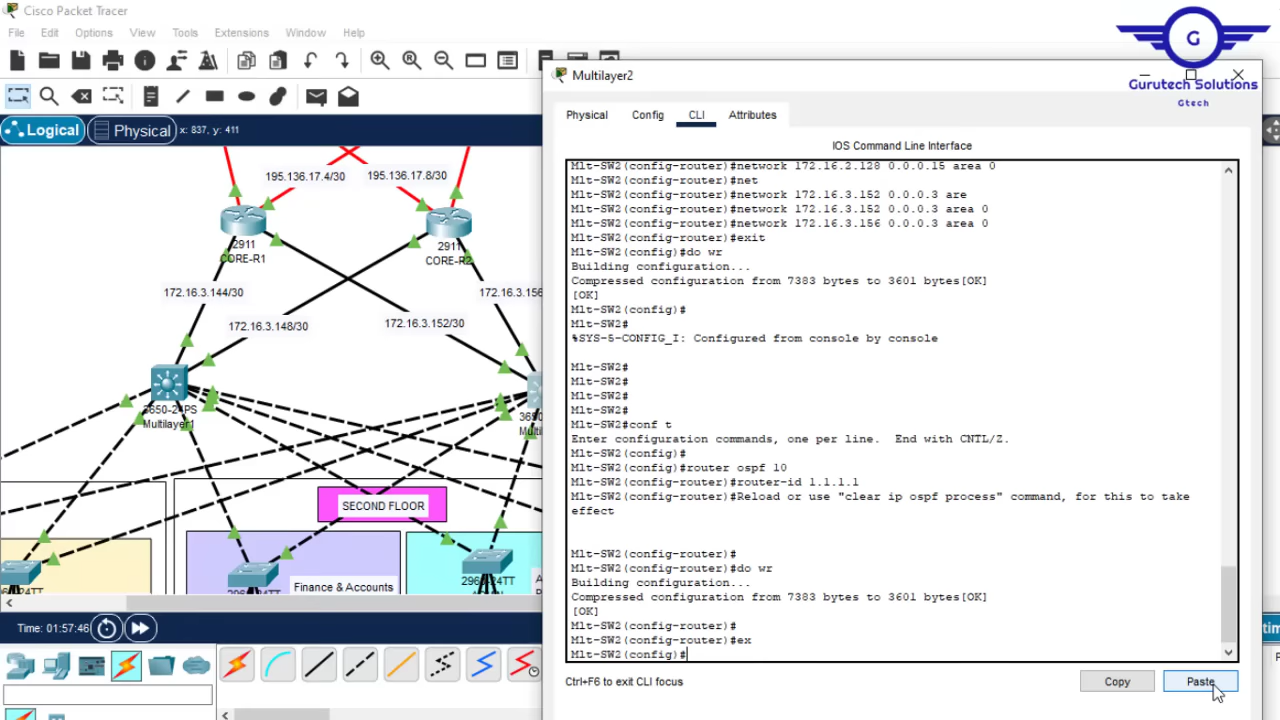 Cisco Packet Tracer
File Edit Options View Tools Extensions Window Help
G
Gurutech Solutions
Gtech
Logical Physical x: 837, y: 411
195.136.17.4/30 195.136.17.8/30
2911
CORE-R1
2911
CORE-R2
172.16.3.144/30
172.16.3.156
172.16.3.148/30
172.16.3.152/30
3650-24PS
Multilayer1
SECOND FLOOR
Finance & Accounts
Time: 01:57:46
Multilayer2
Physical Config CLI Attributes
IOS Command Line Interface
Mlt-SW2(config-router)#network 172.16.2.128 0.0.0.15 area 0
Mlt-SW2(config-router)#net
Mlt-SW2(config-router)#network 172.16.3.152 0.0.0.3 are
Mlt-SW2(config-router)#network 172.16.3.152 0.0.0.3 area 0
Mlt-SW2(config-router)#network 172.16.3.156 0.0.0.3 area 0
Mlt-SW2(config-router)#exit
Mlt-SW2(config)#do wr
Building configuration...
Compressed configuration from 7383 bytes to 3601 bytes[OK]
[OK]
Mlt-SW2(config)#
Mlt-SW2#
%SYS-5-CONFIG_I: Configured from console by console
Mlt-SW2#
Mlt-SW2#
Mlt-SW2#
Mlt-SW2#
Mlt-SW2#conf t
Enter configuration commands, one per line. End with CNTL/Z.
Mlt-SW2(config)#
Mlt-SW2(config)#router ospf 10
Mlt-SW2(config-router)#router-id 1.1.1.1
Mlt-SW2(config-router)#Reload or use "clear ip ospf process" command, for this to take
effect
Mlt-SW2(config-router)#
Mlt-SW2(config-router)#do wr
Building configuration...
Compressed configuration from 7383 bytes to 3601 bytes[OK]
[OK]
Mlt-SW2(config-router)#
Mlt-SW2(config-router)#ex
Mlt-SW2(config)#
Ctrl+F6 to exit CLI focus
Copy Paste